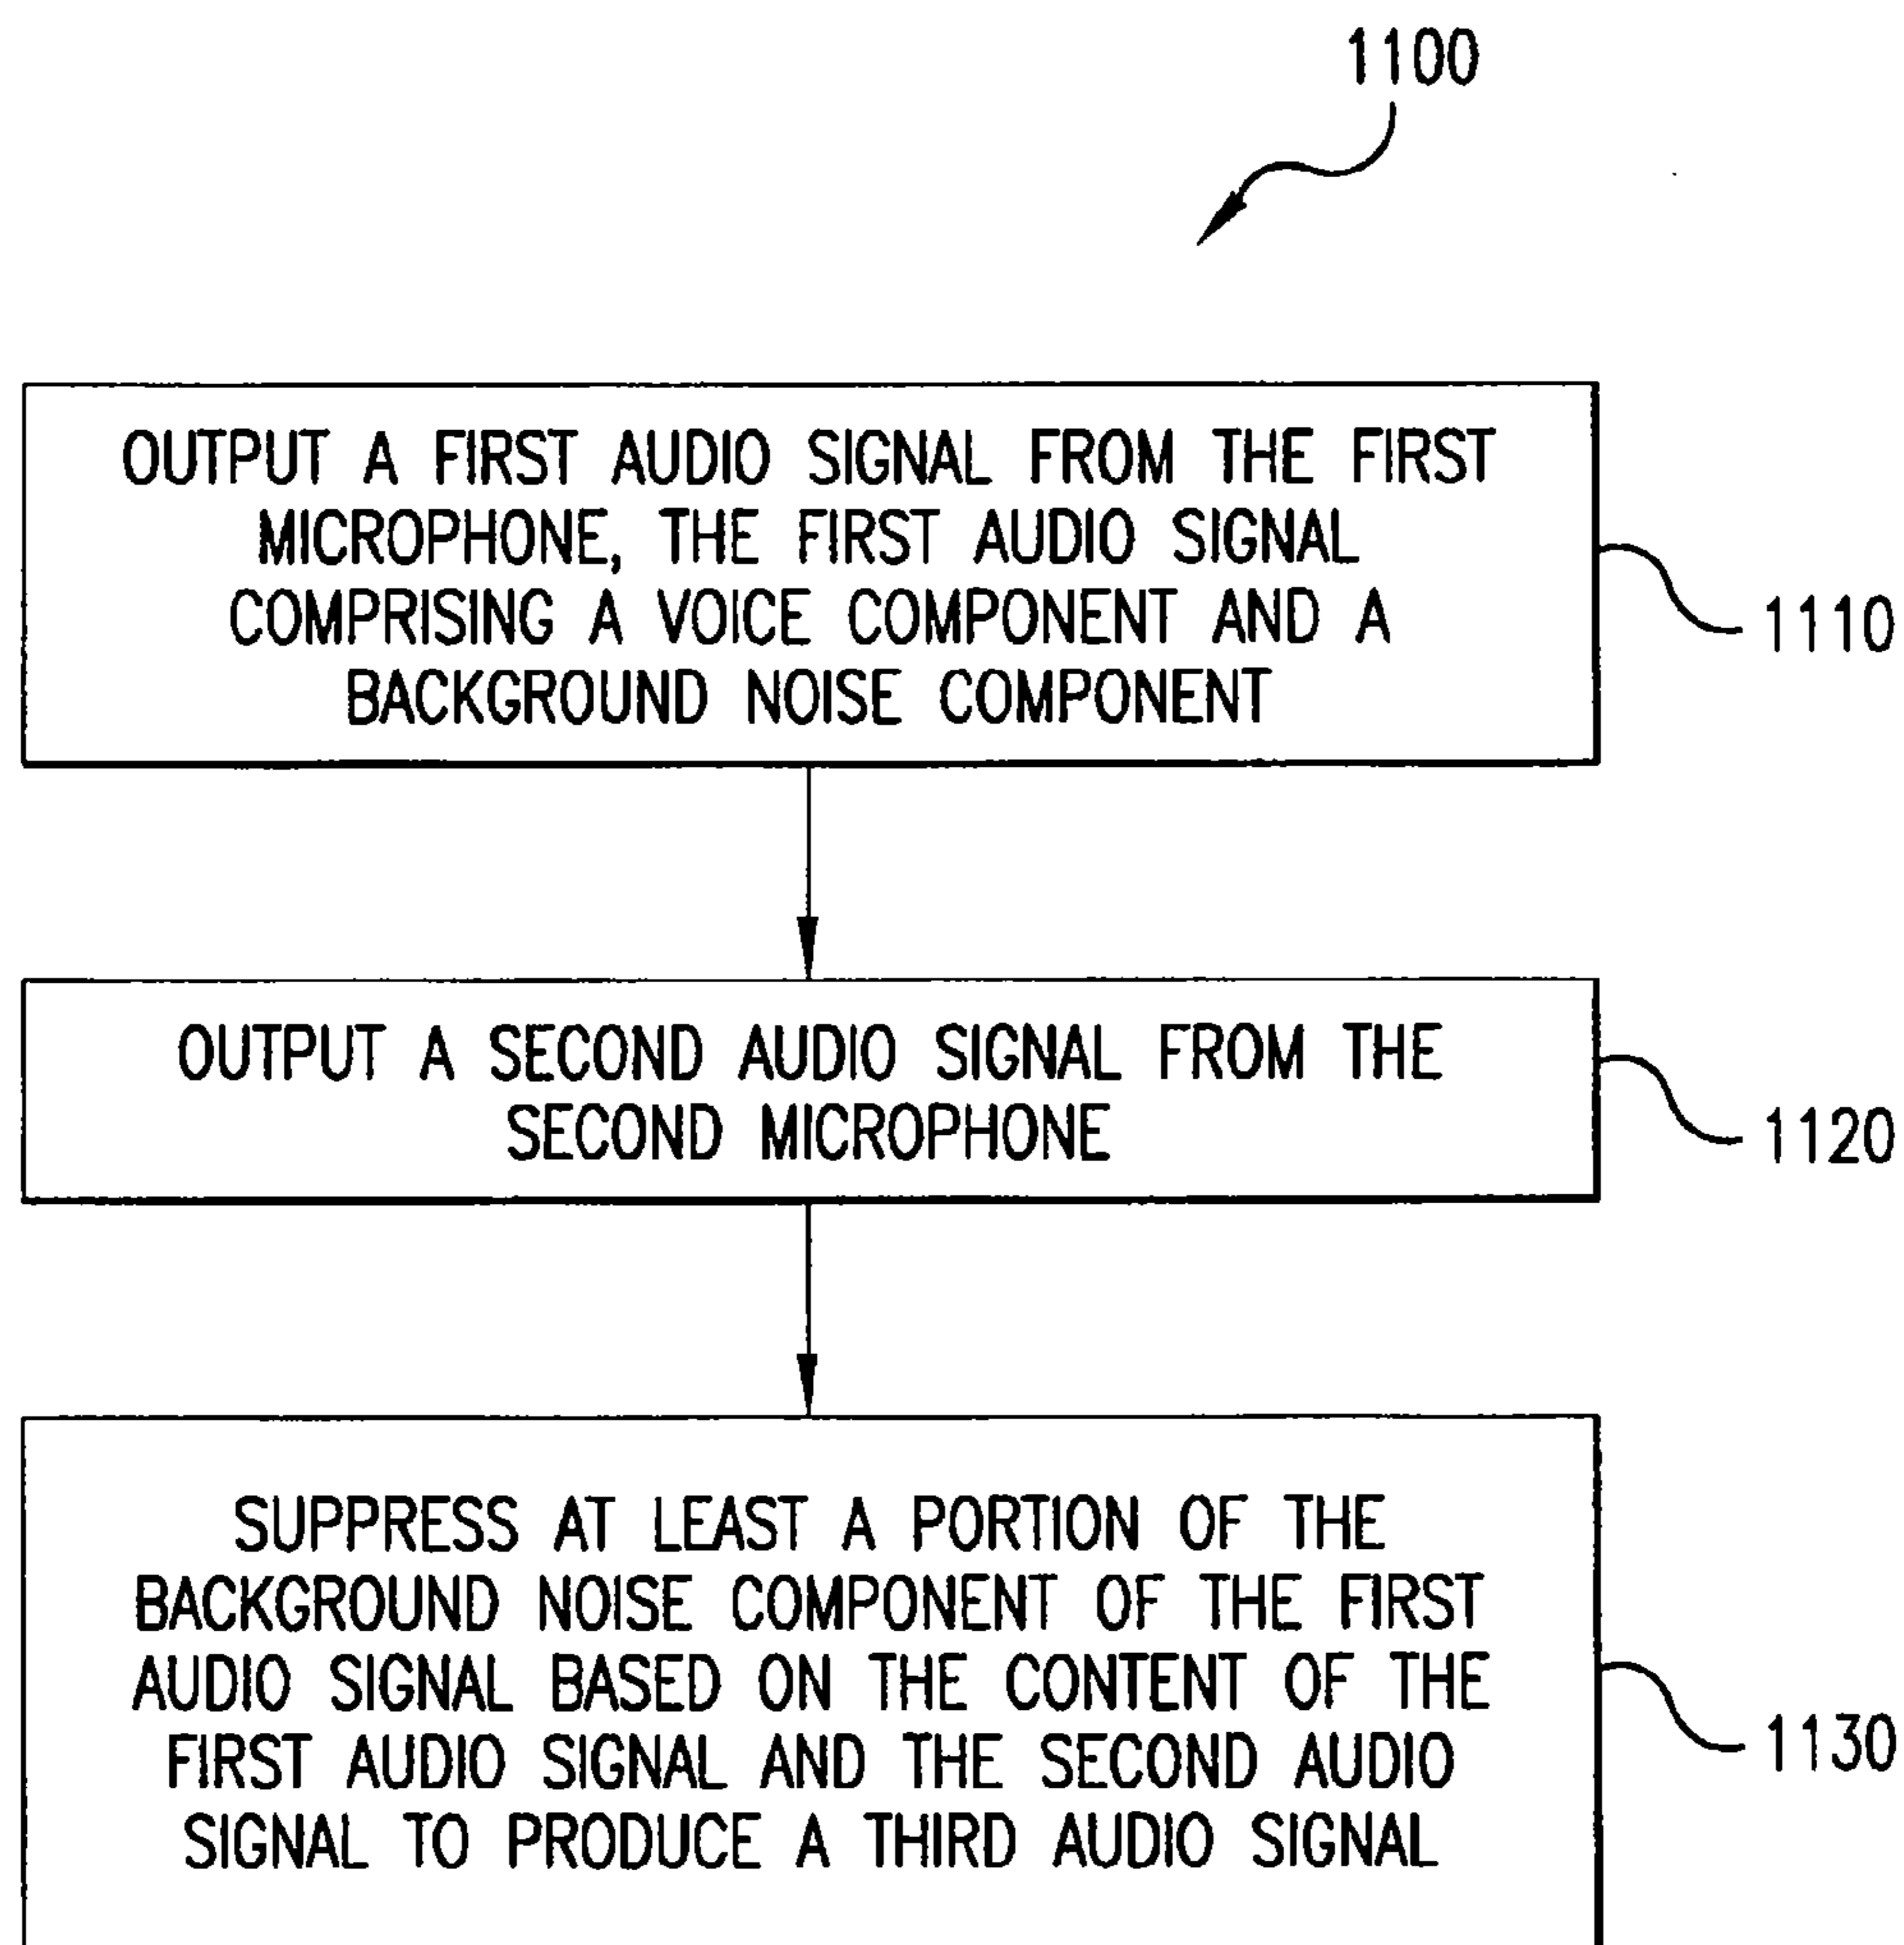 1100
OUTPUT A FIRST AUDIO SIGNAL FROM THE FIRST
MICROPHONE, THE FIRST AUDIO SIGNAL
COMPRISING A VOICE COMPONENT AND A
BACKGROUND NOISE COMPONENT
1110
OUTPUT A SECOND AUDIO SIGNAL FROM THE
SECOND MICROPHONE
1120
SUPPRESS AT LEAST A PORTION OF THE
BACKGROUND NOISE COMPONENT OF THE FIRST
AUDIO SIGNAL BASED ON THE CONTENT OF THE
FIRST AUDIO SIGNAL AND THE SECOND AUDIO
SIGNAL TO PRODUCE A THIRD AUDIO SIGNAL
1130